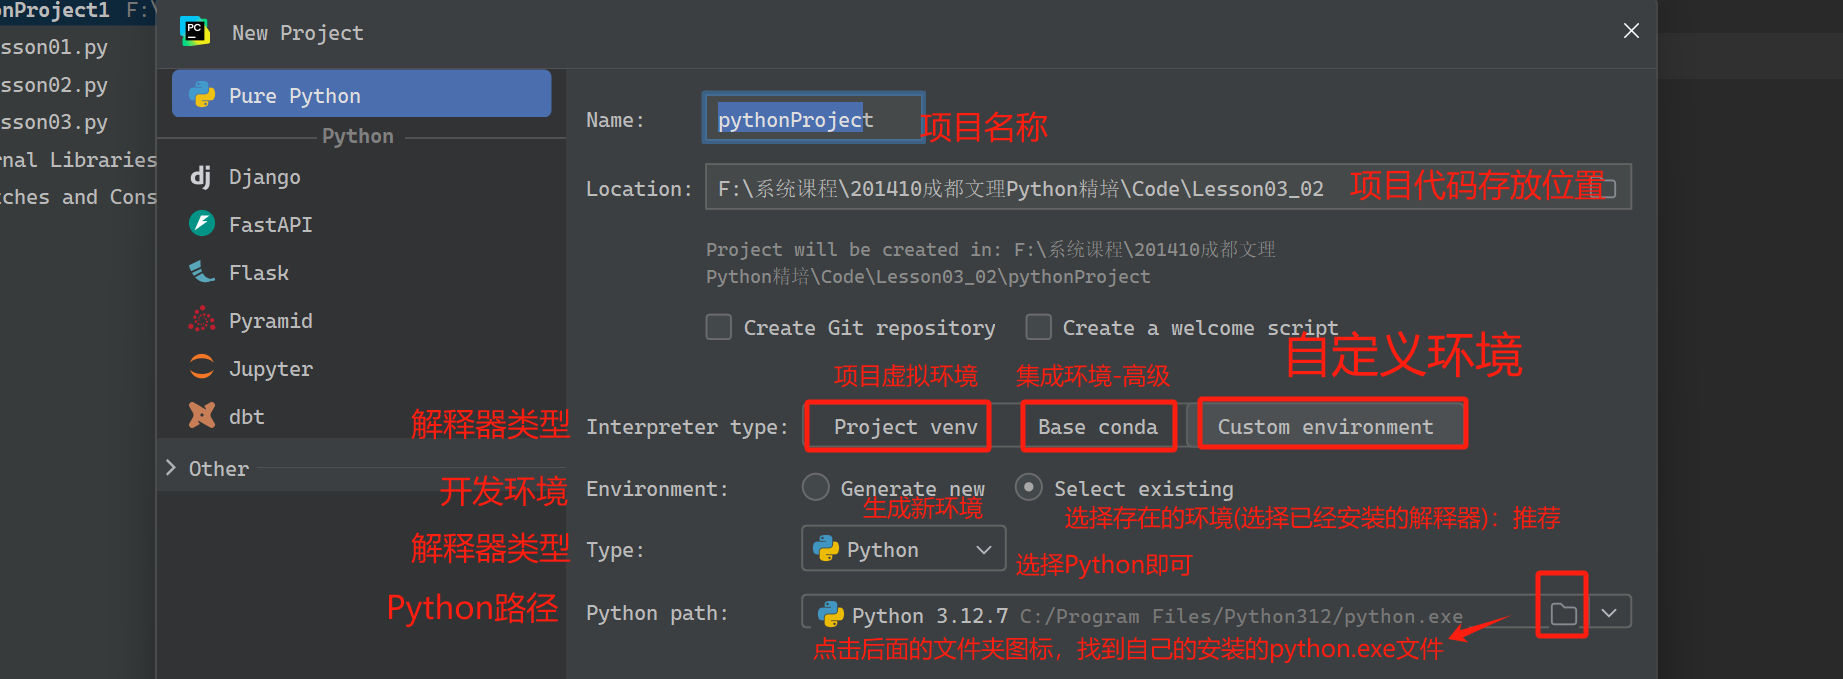 onProject1 F:\
New Project
sson01.py
sson02.py
sson03.py
rnal Libraries
tches and Cons
Pure Python
Python
Django
FastAPI
Flask
Pyramid
Jupyter
dbt
Other
Name: pythonProject 项目名称
Location: F:\系统课程\201410成都文理Python精培\Code\Lesson03_02 项目代码存放位置
Project will be created in: F:\系统课程\201410成都文理
Python精培\Code\Lesson03_02\pythonProject
Create Git repository Create a welcome script
自定义环境
项目虚拟环境 集成环境-高级
解释器类型 Interpreter type: Project venv Base conda Custom environment
开发环境 Environment: Generate new Select existing
生成新环境 选择存在的环境(选择已经安装的解释器)：推荐
解释器类型 Type: Python
选择Python即可
Python路径 Python path: Python 3.12.7 C:/Program Files/Python312/python.exe
点击后面的文件夹图标，找到自己的安装的python.exe文件